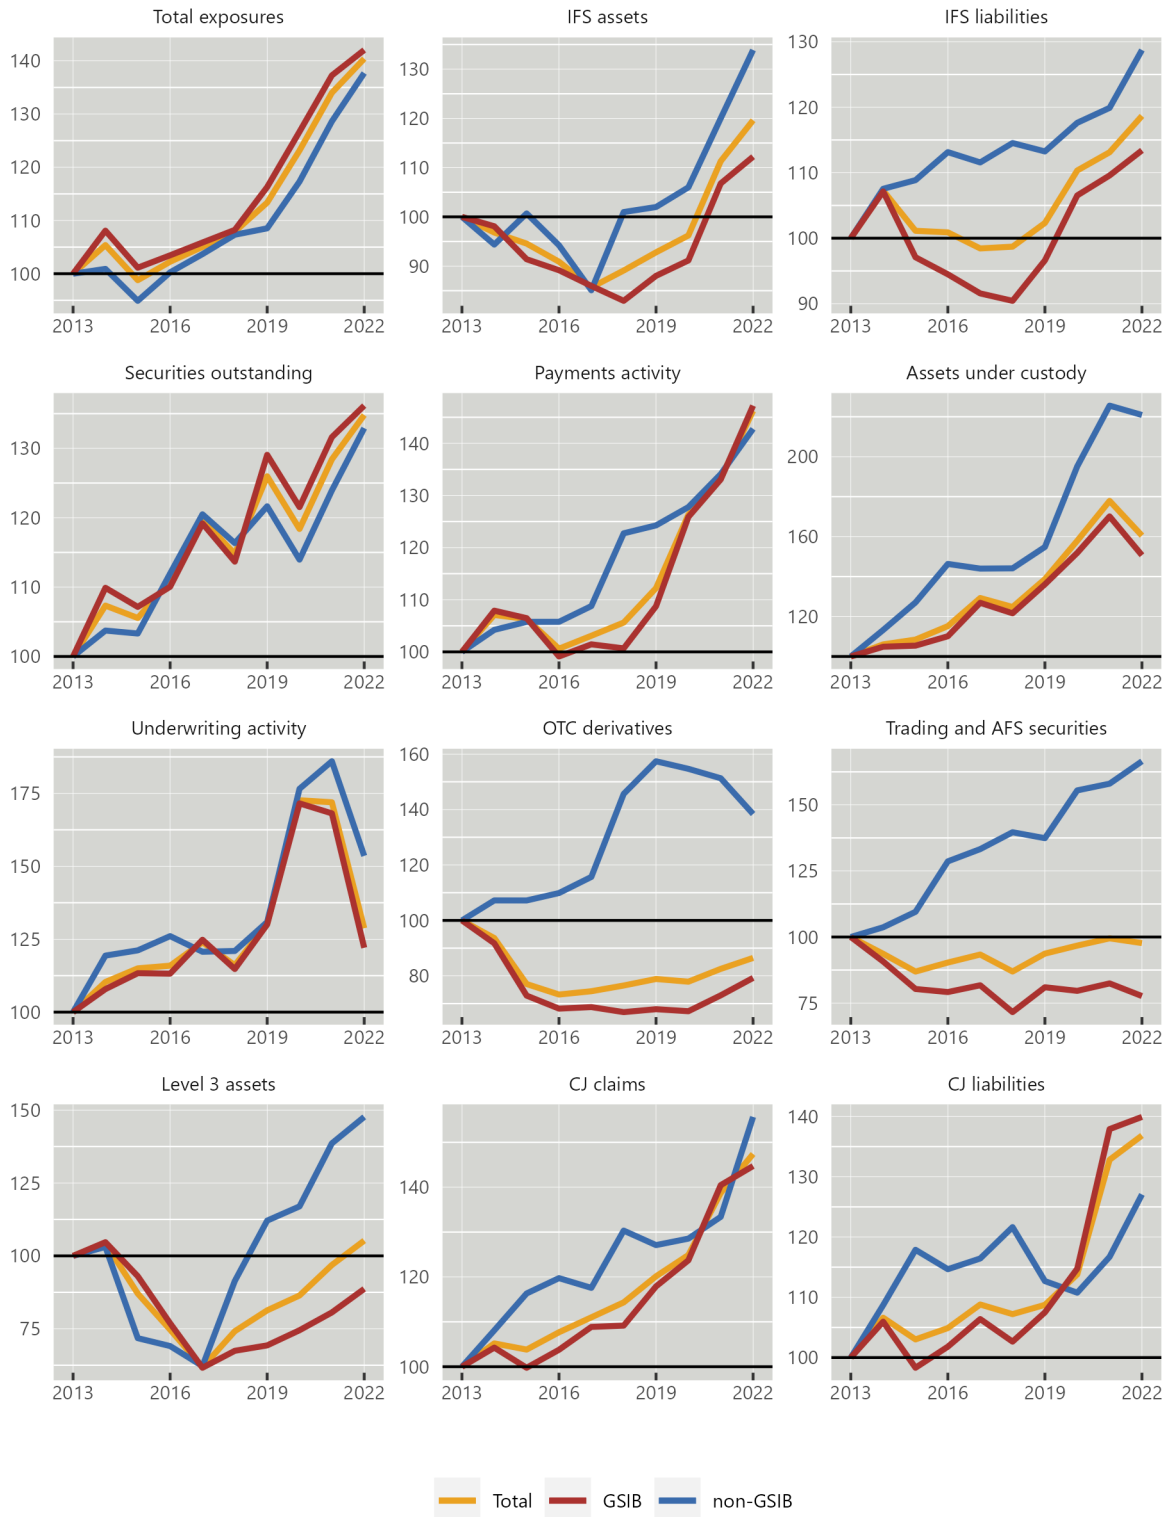 Total exposures
IFS assets
IFS liabilities
140
130
120
110
100
2013 2016 2019 2022
130
120
110
100
90
2013 2016 2019 2022
130
120
110
100
90
2013 2016 2019 2022
Securities outstanding
Payments activity
Assets under custody
130
120
110
100
2013 2016 2019 2022
140
130
120
110
100
2013 2016 2019 2022
200
160
120
2013 2016 2019 2022
Underwriting activity
OTC derivatives
Trading and AFS securities
175
150
125
100
2013 2016 2019 2022
160
140
120
100
80
2013 2016 2019 2022
150
125
100
75
2013 2016 2019 2022
Level 3 assets
CJ claims
CJ liabilities
150
125
100
75
2013 2016 2019 2022
140
120
100
2013 2016 2019 2022
140
130
120
110
100
2013 2016 2019 2022
Total GSIB non-GSIB